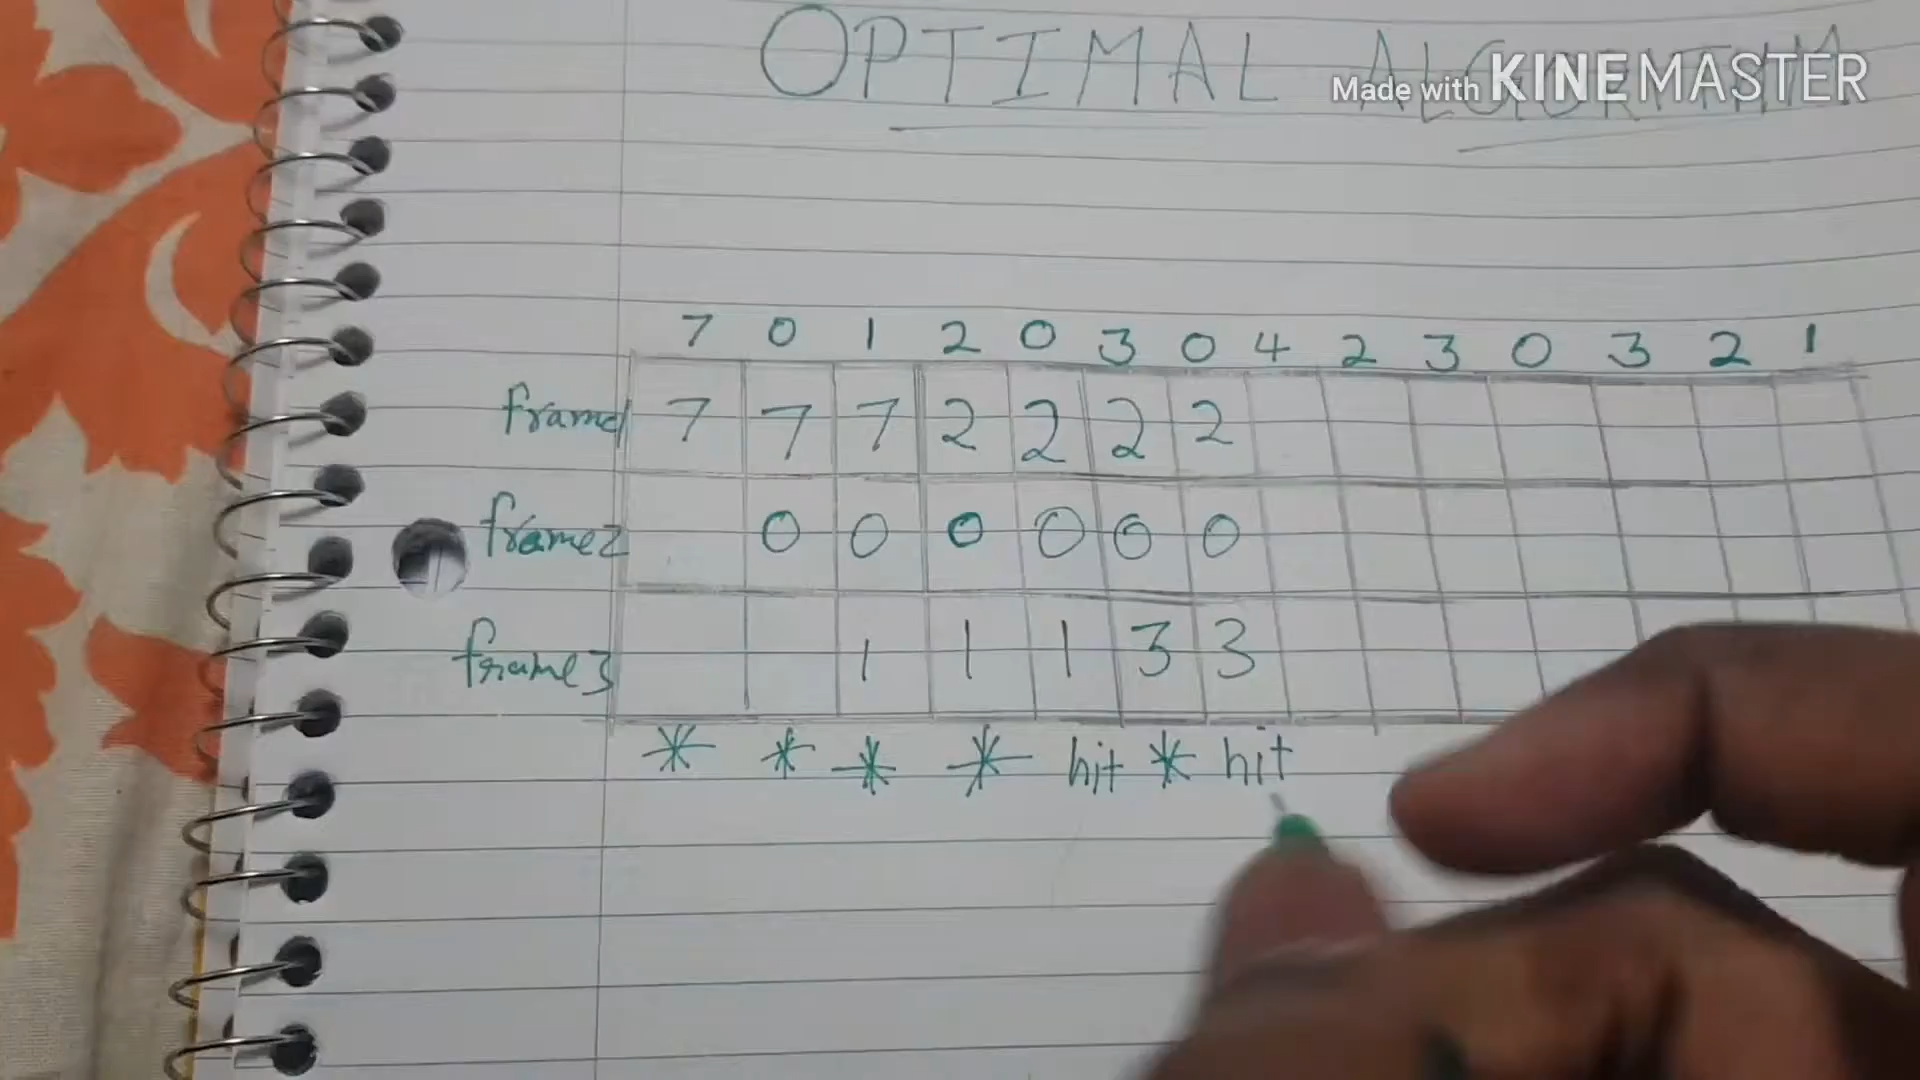 OPTIMAL ALGORITHM
Made with KINEMASTER
7 0 1 2 0 3 0 4 2 3 0 3 2 1
frame1 7 7 7 2 2 2 2
frame2 0 0 0 0 0 0
frame3 1 1 1 3 3
* * * * hit * hit